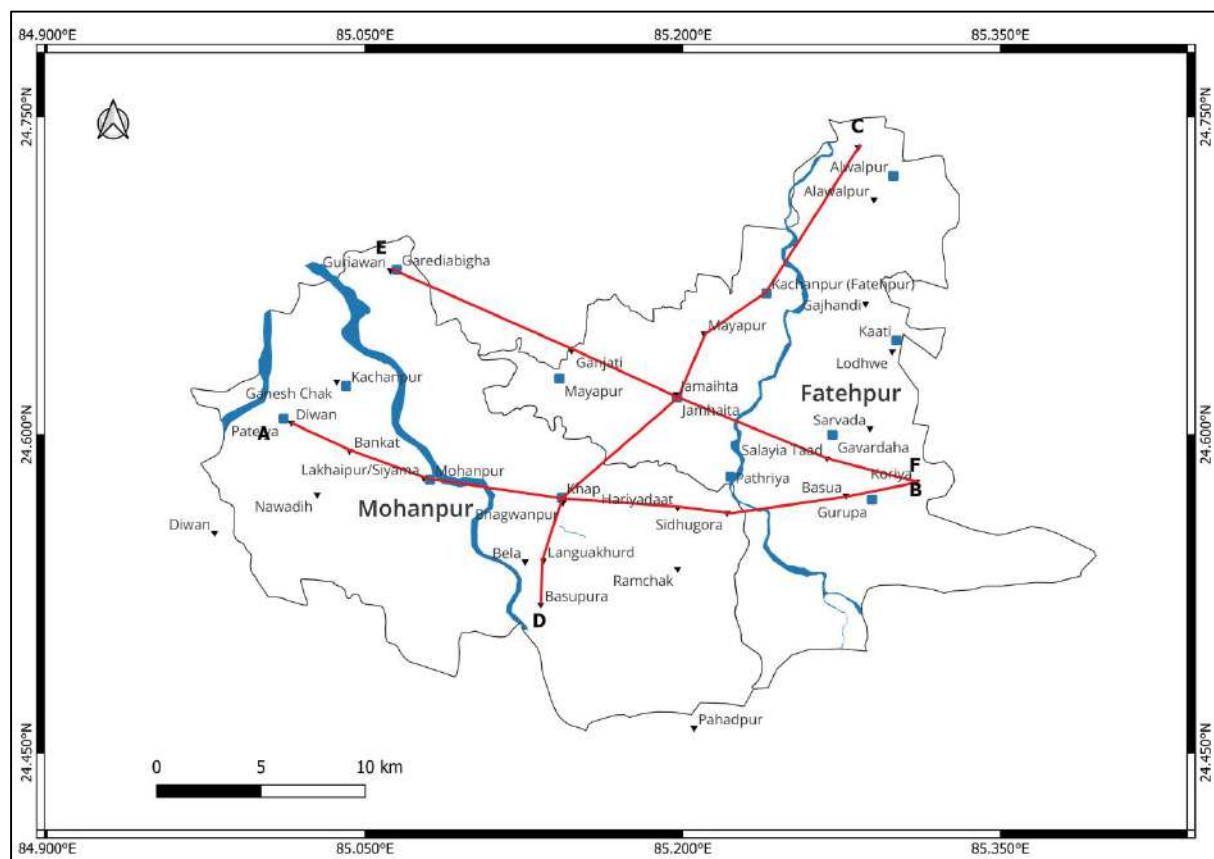 84.900°E 85.050°E 85.200°E 85.350°E
24.750°N 24.750°N
C
Alwalpur
Alawalpur
E
Guriawan Garediabigha
Kachanpur (Fatehpur)
Gajhandi
Mayapur
Kaati
Ganjati
Lodhwe
Kachanpur
Mayapur
Ganesh Chak
Jamaihta
Fatehpur
Jamhaita
Diwan
Sarvada
24.600°N 24.600°N
Patewa
A
Bankat
Salayia Taad
Gavardaha
Lakhaipur/Siyama
Mohanpur
F
Koriya
Pathriya
B
Khap
Basua
Nawadih
Mohanpur
Hariyadaat
Bhagwanpur
Gurupa
Sidhugora
Diwan
Bela
Languakhurd
Ramchak
Basupura
D
Pahadpur
24.450°N 24.450°N
0 5 10 km
84.900°E 85.050°E 85.200°E 85.350°E